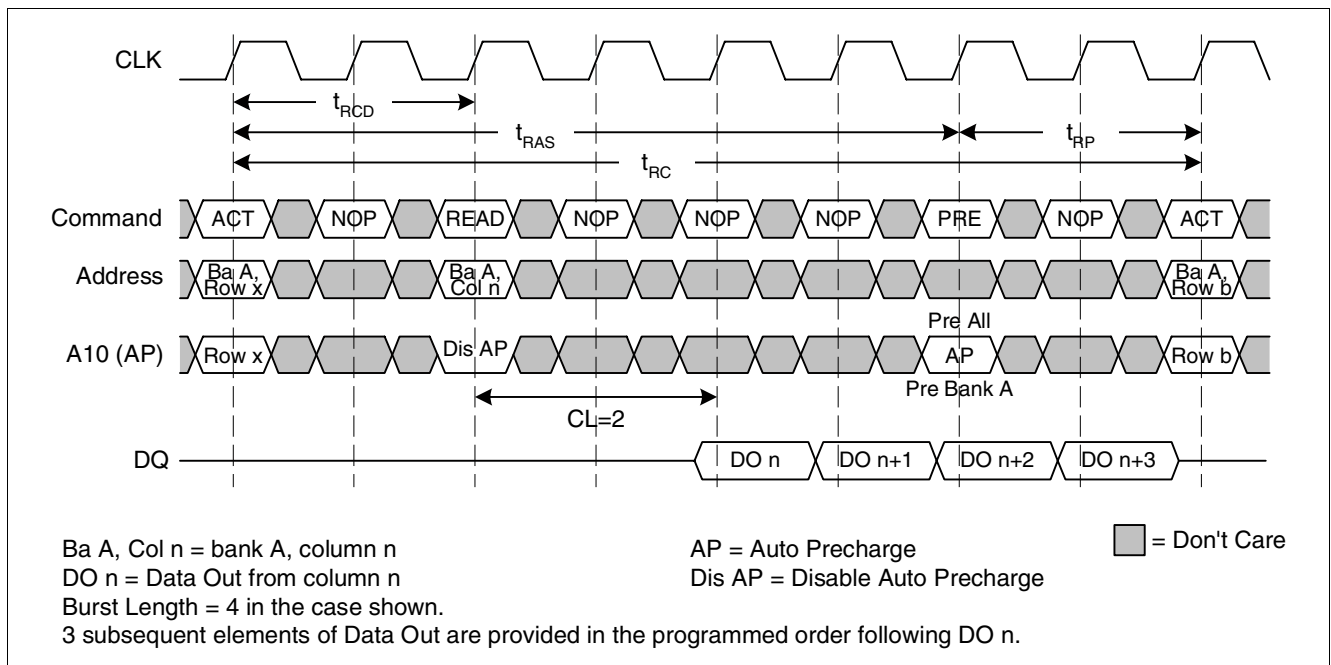 CLK
tRCD
tRAS
tRP
tRC
Command ACT NOP READ NOP NOP NOP PRE NOP ACT
Address Ba A, Row x Ba A, Col n Ba A, Row b
Pre All
A10 (AP) Row x Dis AP AP Row b
Pre Bank A
CL=2
DQ DO n DO n+1 DO n+2 DO n+3
Ba A, Col n = bank A, column n
DO n = Data Out from column n
Burst Length = 4 in the case shown.
3 subsequent elements of Data Out are provided in the programmed order following DO n.
AP = Auto Precharge
Dis AP = Disable Auto Precharge
= Don't Care